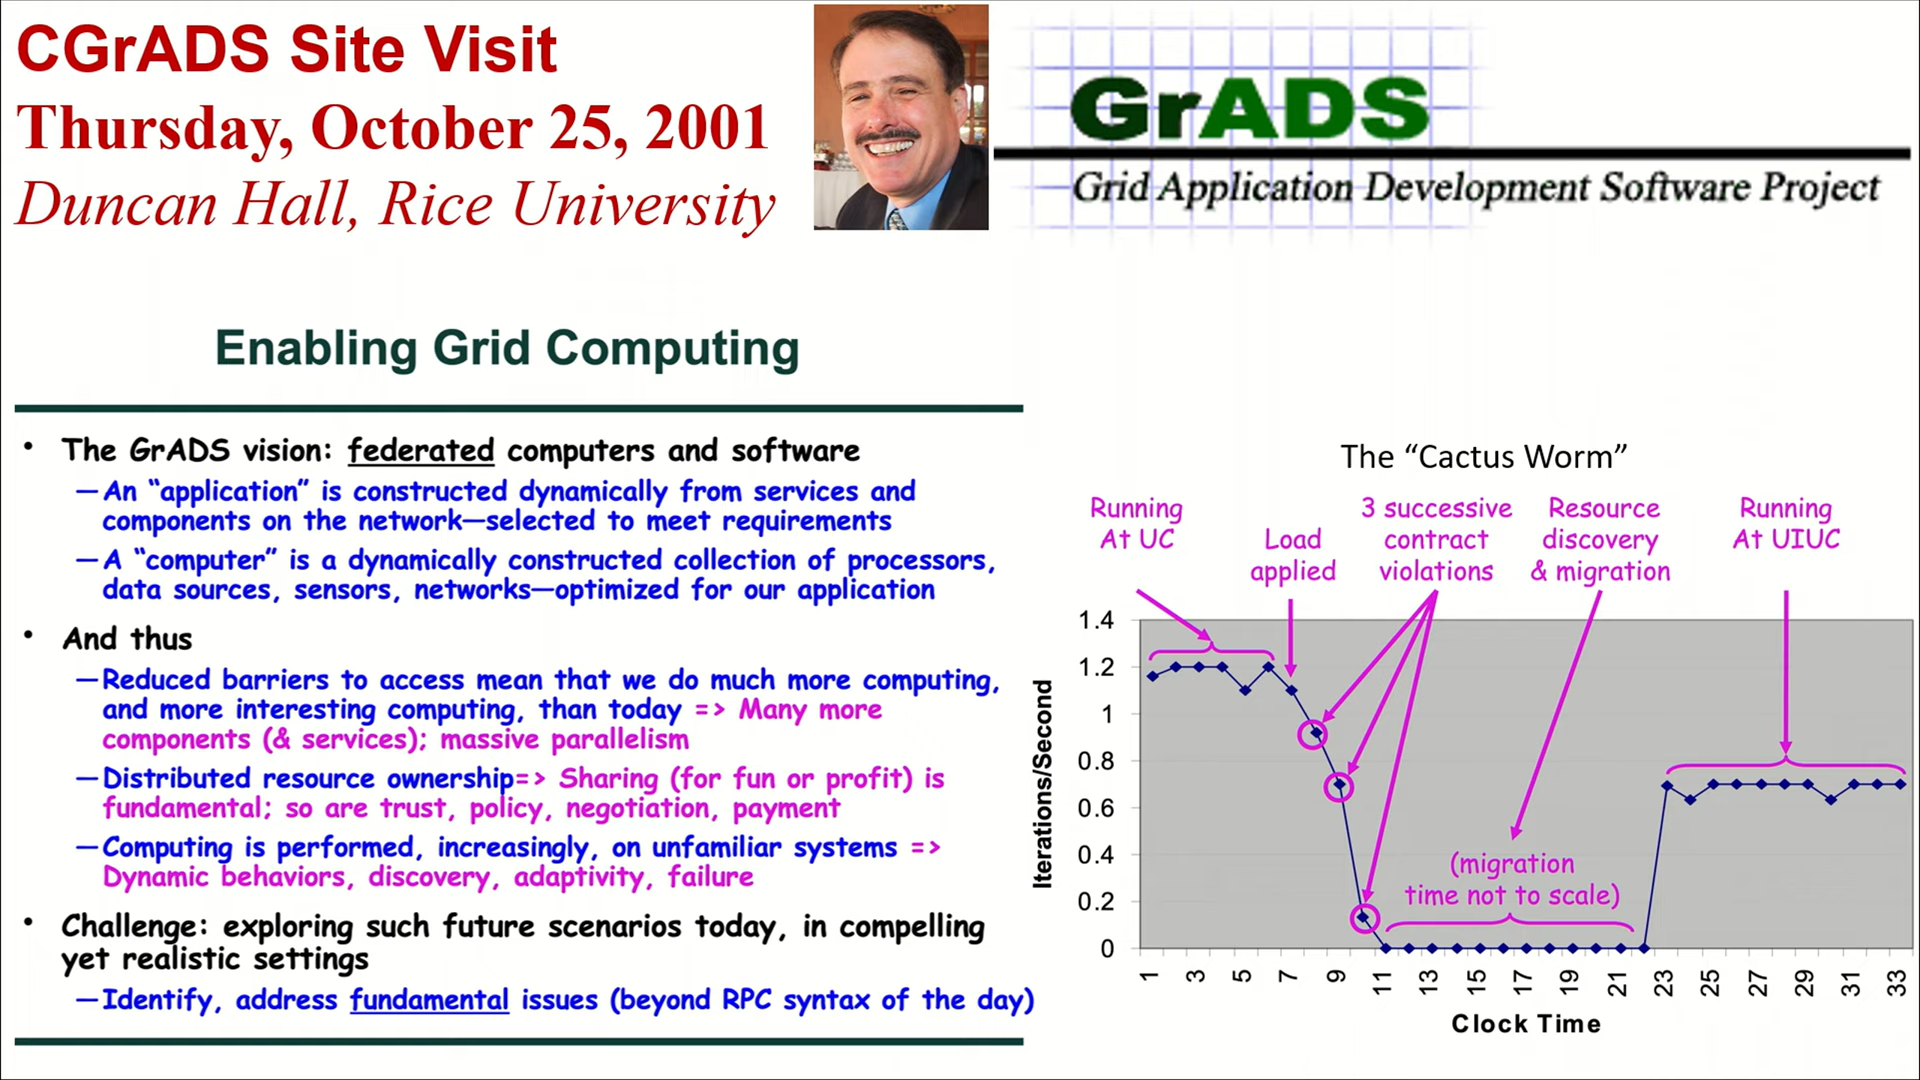 CGrADS Site Visit
Thursday, October 25, 2001
Duncan Hall, Rice University
GrADS
Grid Application Development Software Project
Enabling Grid Computing
• The GrADS vision: federated computers and software
—An “application” is constructed dynamically from services and
components on the network—selected to meet requirements
—A “computer” is a dynamically constructed collection of processors,
data sources, sensors, networks—optimized for our application
• And thus
—Reduced barriers to access mean that we do much more computing,
and more interesting computing, than today => Many more
components (& services); massive parallelism
—Distributed resource ownership=> Sharing (for fun or profit) is
fundamental; so are trust, policy, negotiation, payment
—Computing is performed, increasingly, on unfamiliar systems =>
Dynamic behaviors, discovery, adaptivity, failure
• Challenge: exploring such future scenarios today, in compelling
yet realistic settings
—Identify, address fundamental issues (beyond RPC syntax of the day)
The “Cactus Worm”
Running
At UC
Load
applied
3 successive
contract
violations
Resource
discovery
& migration
Running
At UIUC
1.4
1.2
1
0.8
0.6
0.4
0.2
0
Iterations/Second
(migration
time not to scale)
1 3 5 7 9 11 13 15 17 19 21 23 25 27 29 31 33
Clock Time